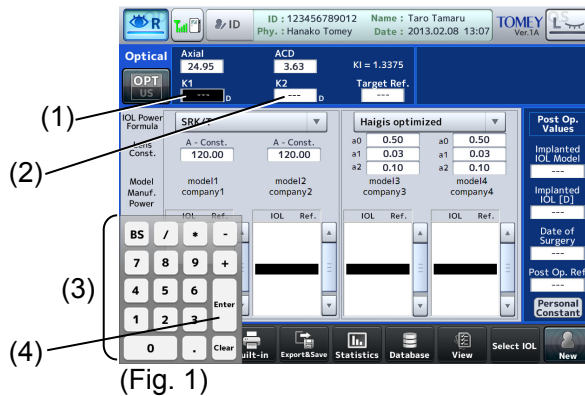 R
ID
ID : 123456789012 Name : Taro Tamaru
Phy. : Hanako Tomey Date : 2013.02.08 13:07
TOMEY
Ver.1A
L
Optical
Axial
24.95
ACD
3.63
KI = 1.3375
OPT
US
K1
--- D
K2
--- D
Target Ref.
---
(1)
(2)
IOL Power
Formula
SRK/T
Haigis optimized
Lens
Const.
A - Const.
120.00
A - Const.
120.00
a0 0.50 a0 0.50
a1 0.03 a1 0.03
a2 0.10 a2 0.10
Model
Manuf.
Power
model1
company1
model2
company2
model3
company3
model4
company4
IOL Ref. IOL Ref. IOL Ref. IOL Ref.
Post Op.
Values
Implanted
IOL Model
---
Implanted
IOL [D]
---
Date of
Surgery
---
Post Op. Ref
---
Personal
Constant
(3)
BS / * -
7 8 9 +
4 5 6
Enter
1 2 3
0 . Clear
(4)
Export&Save
Statistics
Database
View
Select IOL
New
(Fig. 1)